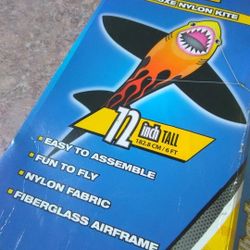 UXE NYLON KITE
72 inch TALL
182.8 CM / 6 FT
• EASY TO ASSEMBLE
• FUN TO FLY
• NYLON FABRIC
• FIBERGLASS AIRFRAME